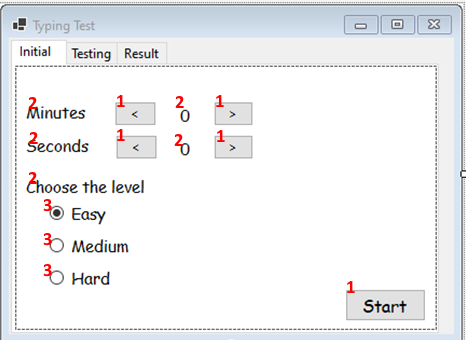 Typing Test
Initial Testing Result
2 1 2 1
Minutes < 0 >
2 1 2 1
Seconds < 0 >
2
Choose the level
3
Easy
3
Medium
3
Hard
1
Start